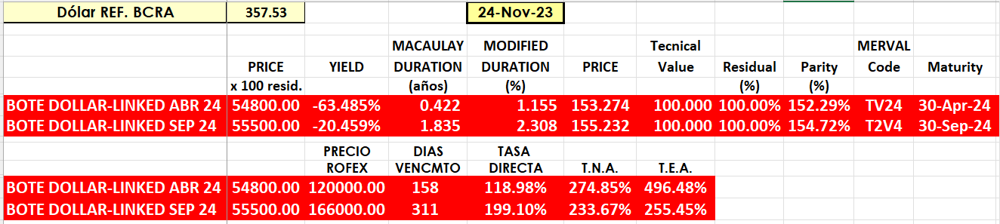 Dólar REF. BCRA 357.53 24-Nov-23
MACAULAY MODIFIED Tecnical MERVAL
PRICE YIELD DURATION DURATION PRICE Value Residual Parity Code Maturity
x 100 resid. (años) (%) (%) (%)
BOTE DOLLAR-LINKED ABR 24 54800.00 -63.485% 0.422 1.155 153.274 100.000 100.00% 152.29% TV24 30-Apr-24
BOTE DOLLAR-LINKED SEP 24 55500.00 -20.459% 1.835 2.308 155.232 100.000 100.00% 154.72% T2V4 30-Sep-24
PRECIO DIAS TASA
ROFEX VENCMTO DIRECTA T.N.A. T.E.A.
BOTE DOLLAR-LINKED ABR 24 54800.00 120000.00 158 118.98% 274.85% 496.48%
BOTE DOLLAR-LINKED SEP 24 55500.00 166000.00 311 199.10% 233.67% 255.45%